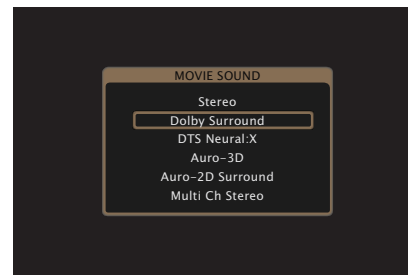 MOVIE SOUND
Stereo
Dolby Surround
DTS Neural:X
Auro-3D
Auro-2D Surround
Multi Ch Stereo